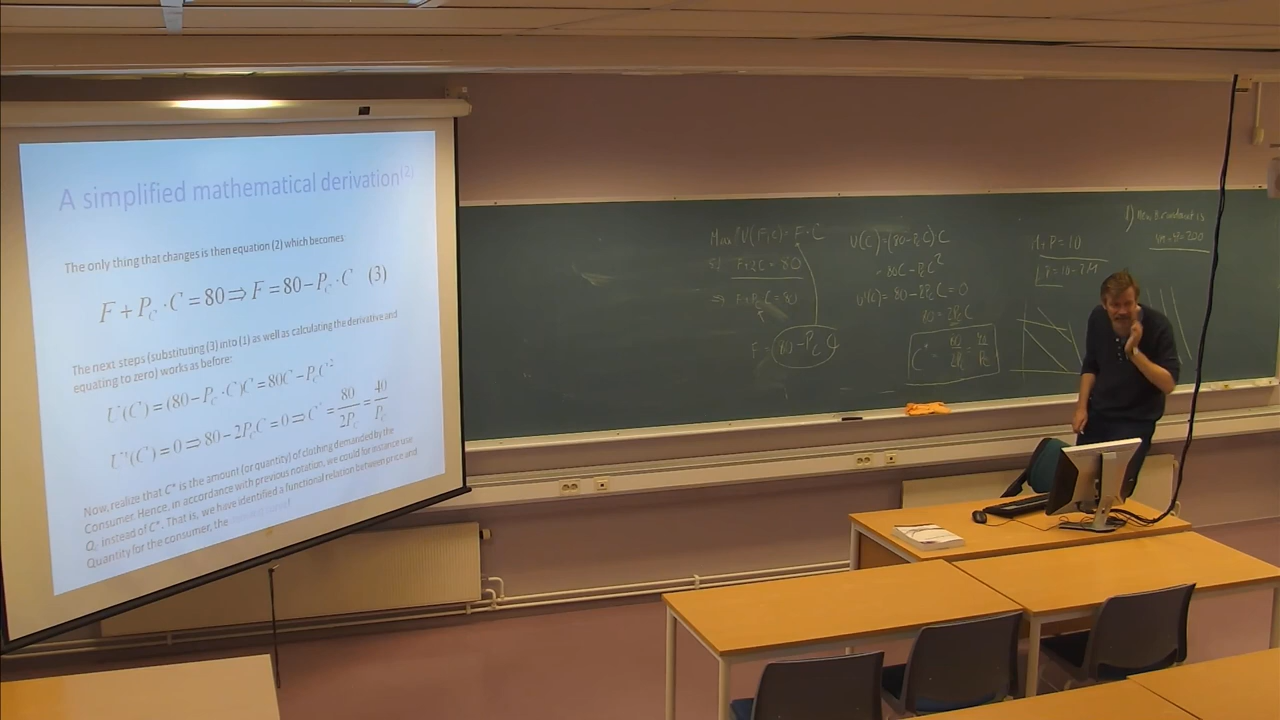 A simplified mathematical derivation(2)
The only thing that changes is then equation (2) which becomes:
F + P_C · C = 80 ⇒ F = 80 − P_C · C (3)
The next steps (substituting (3) into (1) as well as calculating the derivative and
equating to zero) works as before:
U(C) = (80 − P_C · C)C = 80C − P_C C²
U'(C) = 0 ⇒ 80 − 2P_C C = 0 ⇒ C* = 80/2P_C = 40/P_C
Now, realize that C* is the amount (or quantity) of clothing demanded by the
Consumer. Hence, in accordance with previous notation, we could for instance use
Q_c instead of C*. That is, we have identified a functional relation between price and
Quantity for the consumer, the
Max U(F,C) = F·C
F+2C = 80
⇒ F+P_C C = 80
F = 80−P_C C
U(C) = (80−P_C C)C
= 80C − P_C C²
U'(C) = 80−2P_C C = 0
80 = 2P_C C
C* = 80/2P_C = 40/P_C
M+P=10
New
is